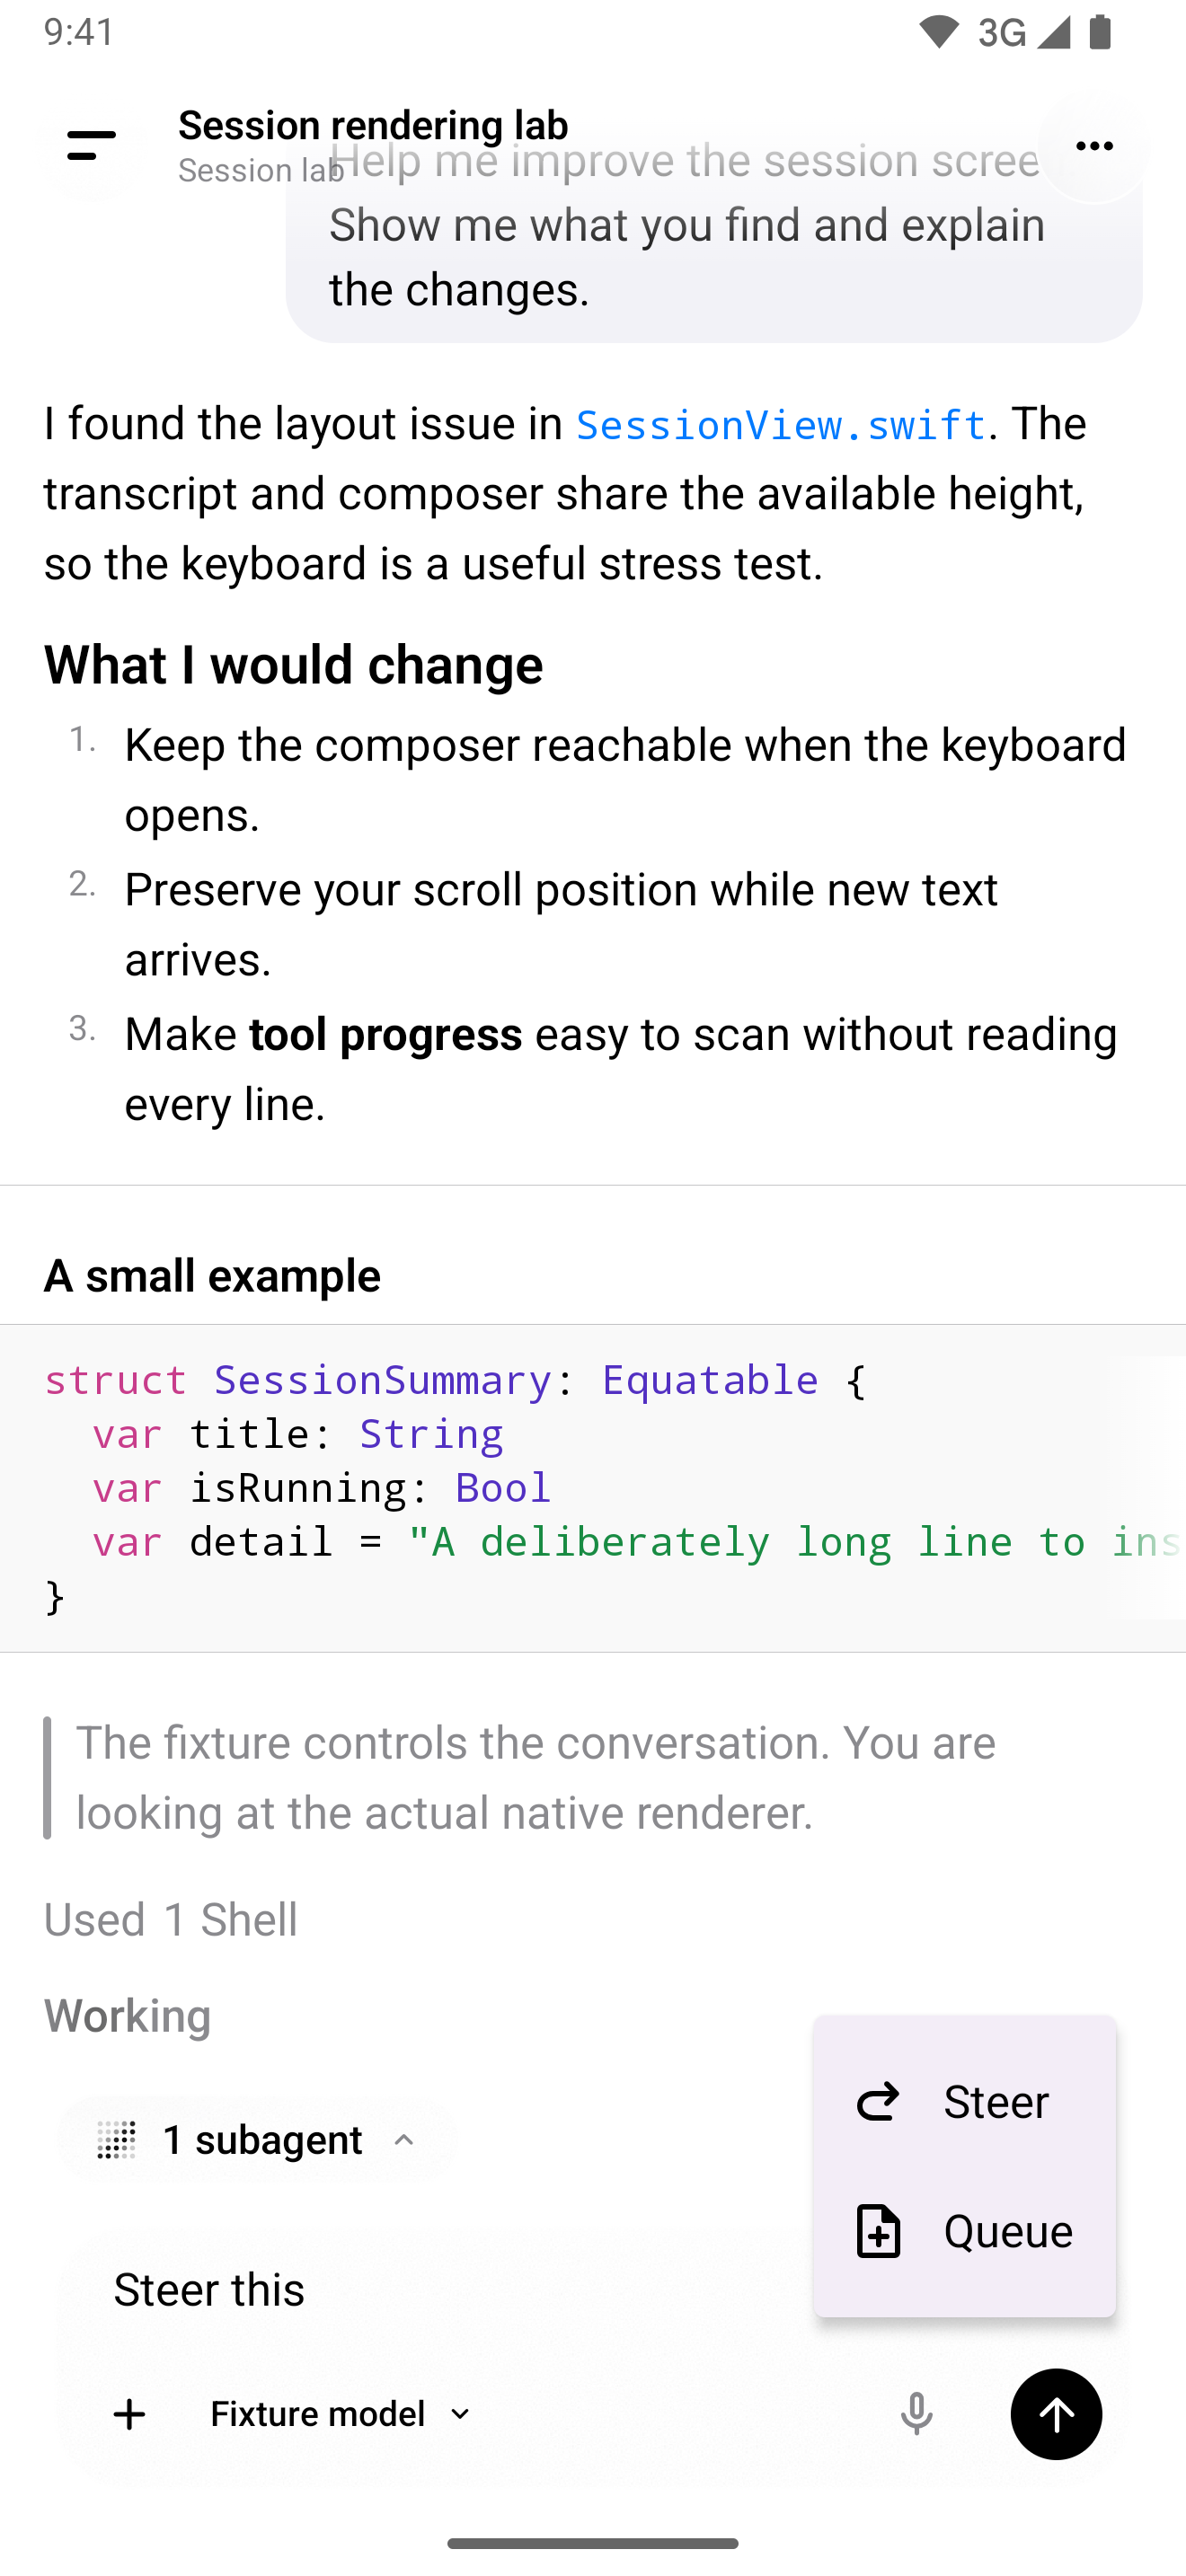 9:41
3G
Session rendering lab
Session lab
Help me improve the session scree
Show me what you find and explain
the changes.
I found the layout issue in SessionView.swift. The
transcript and composer share the available height,
so the keyboard is a useful stress test.
What I would change
1. Keep the composer reachable when the keyboard
opens.
2. Preserve your scroll position while new text
arrives.
3. Make tool progress easy to scan without reading
every line.
A small example
struct SessionSummary: Equatable {
  var title: String
  var isRunning: Bool
  var detail = "A deliberately long line to ins
}
The fixture controls the conversation. You are
looking at the actual native renderer.
Used 1 Shell
Working
1 subagent
Steer
Queue
Steer this
Fixture model